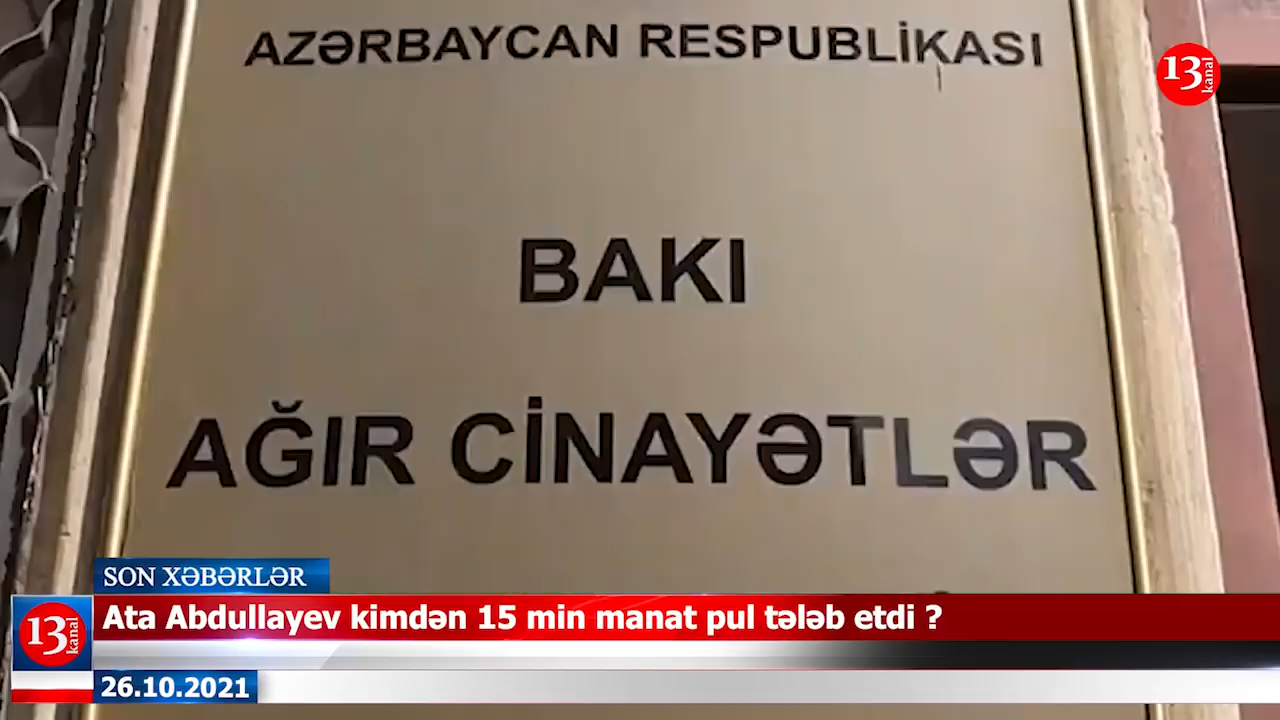 AZƏRBAYCAN RESPUBLİKASI
13 kanal
BAKI
AĞIR CİNAYƏTLƏR
SON XƏBƏRLƏR
Ata Abdullayev kimdən 15 min manat pul tələb etdi ?
13 kanal
26.10.2021